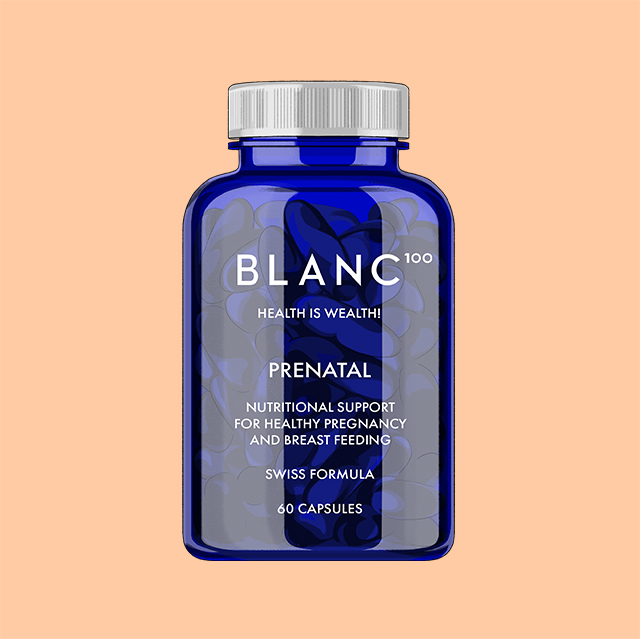 BLANC¹⁰⁰
HEALTH IS WEALTH!
PRENATAL
NUTRITIONAL SUPPORT
FOR HEALTHY PREGNANCY
AND BREAST FEEDING
SWISS FORMULA
60 CAPSULES